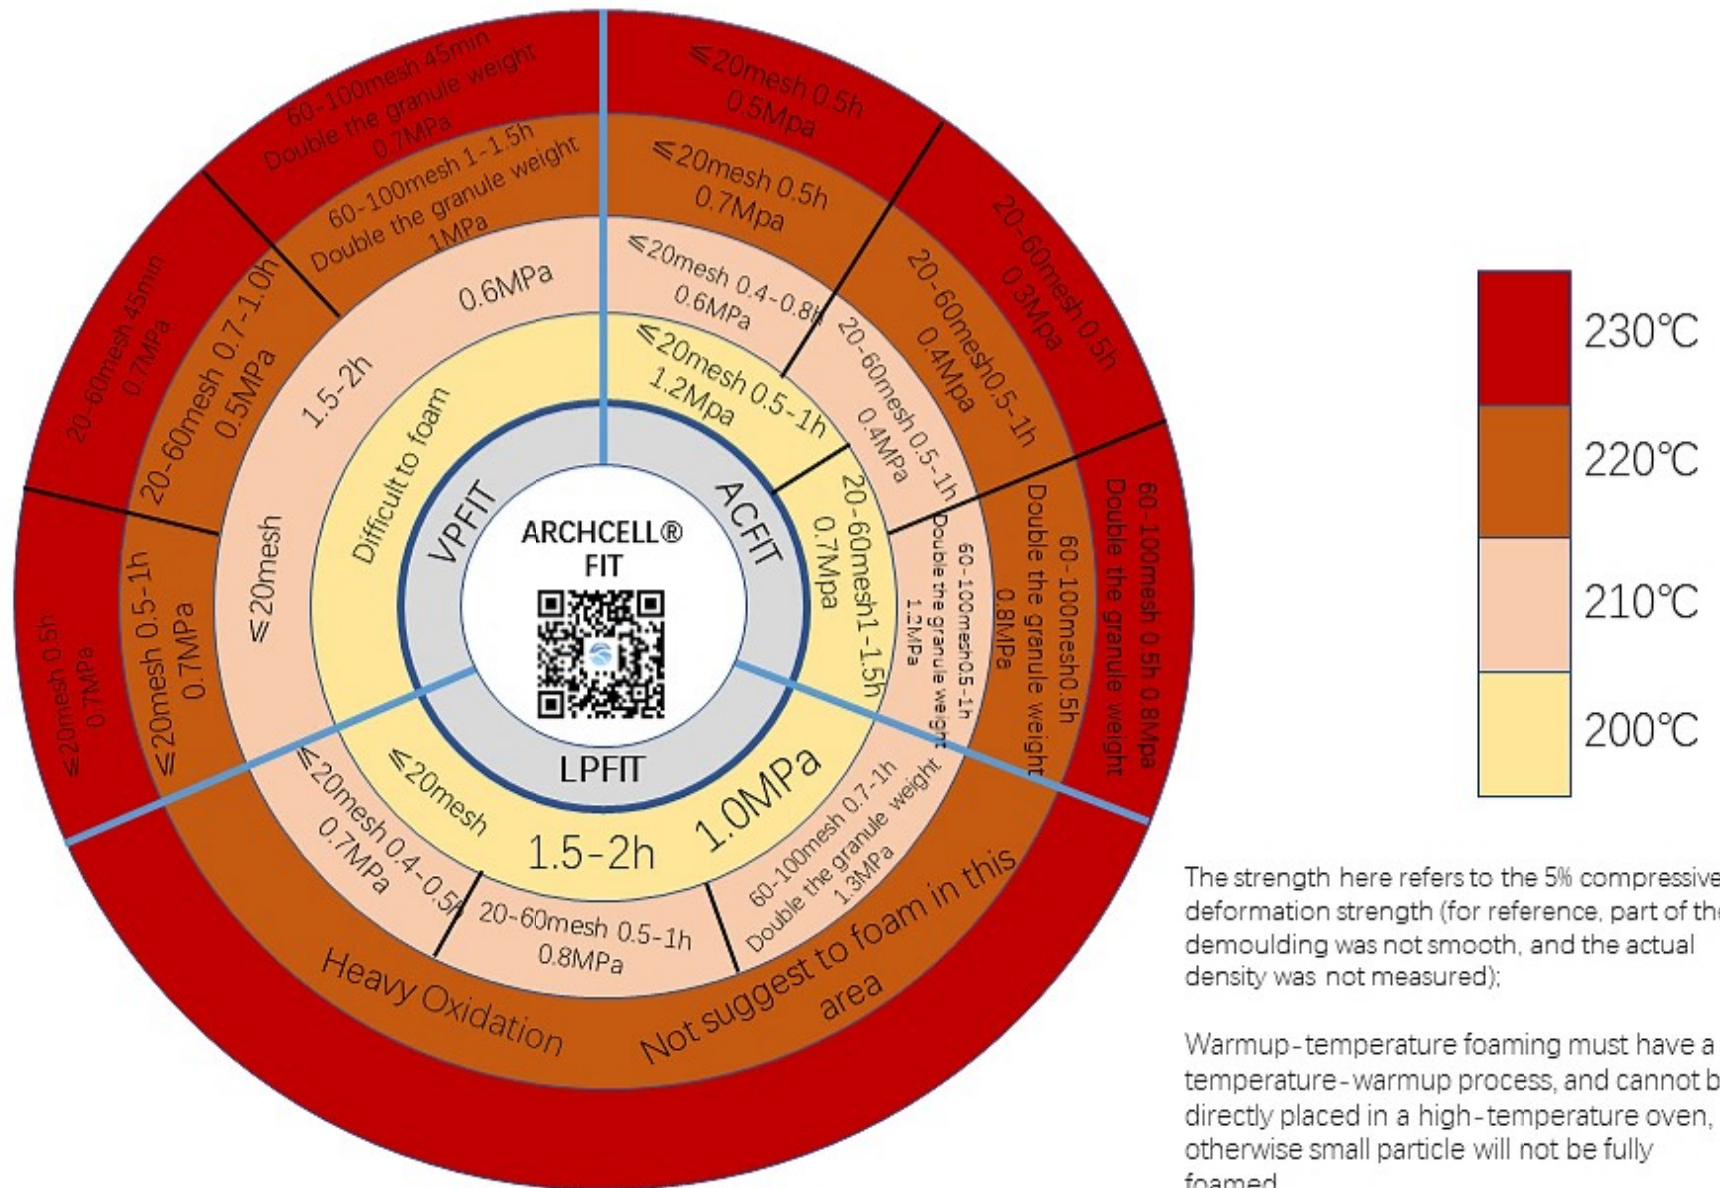 60-100mesh 45min
Double the granule weight
0.7MPa
≤20mesh 0.5h
0.5Mpa
60-100mesh 1-1.5h
Double the granule weight
1MPa
≤20mesh 0.5h
0.7Mpa
0.6MPa
≤20mesh 0.4-0.8h
0.6MPa
≤20mesh 0.5-1h
1.2Mpa
20-60mesh 0.5h
0.3Mpa
20-60mesh0.5-1h
0.4Mpa
20-60mesh 0.5-1h
0.4MPa
20-60mesh1-1.5h
0.7Mpa
60-100mesh 0.5h 0.8Mpa
Double the granule weight
60-100mesh0.5h
Double the granule weight
0.8MPa
60-100mesh0.5-1h
Double the granule weight
1.2MPa
20-60mesh 45min
0.7MPa
20-60mesh 0.7-1.0h
0.5MPa
1.5-2h
Difficult to foam
≤20mesh
≤20mesh 0.5h
0.7MPa
≤20mesh 0.5-1h
0.7MPa
VPFIT
ACFIT
ARCHCELL®
FIT
LPFIT
≤20mesh
1.5-2h
1.0MPa
≤20mesh 0.4-0.5h
0.7MPa
20-60mesh 0.5-1h
0.8MPa
60-100mesh 0.7-1h
Double the granule weight
1.3MPa
Heavy Oxidation
Not suggest to foam in this
area
230℃
220℃
210℃
200℃
The strength here refers to the 5% compressive
deformation strength (for reference, part of the
demoulding was not smooth, and the actual
density was not measured);
Warmup-temperature foaming must have a
temperature-warmup process, and cannot b
directly placed in a high-temperature oven,
otherwise small particle will not be fully
foamed